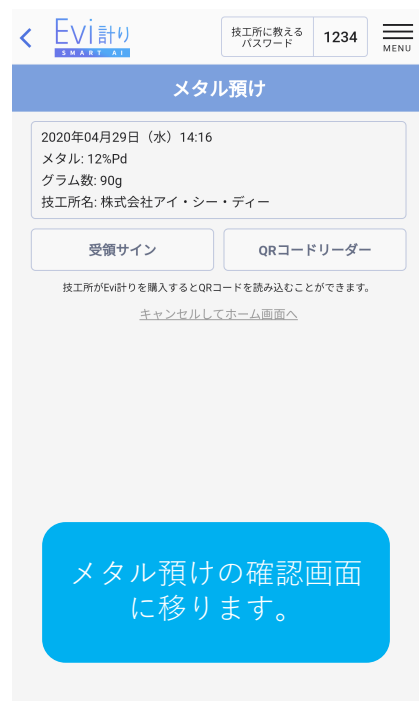 Evi計り
SMART AI
技工所に教える
パスワード
1234
MENU
メタル預け
2020年04月29日（水）14:16
メタル: 12%Pd
グラム数: 90g
技工所名: 株式会社アイ・シー・ディー
受領サイン
QRコードリーダー
技工所がEvi計りを購入するとQRコードを読み込むことができます。
キャンセルしてホーム画面へ
メタル預けの確認画面
に移ります。